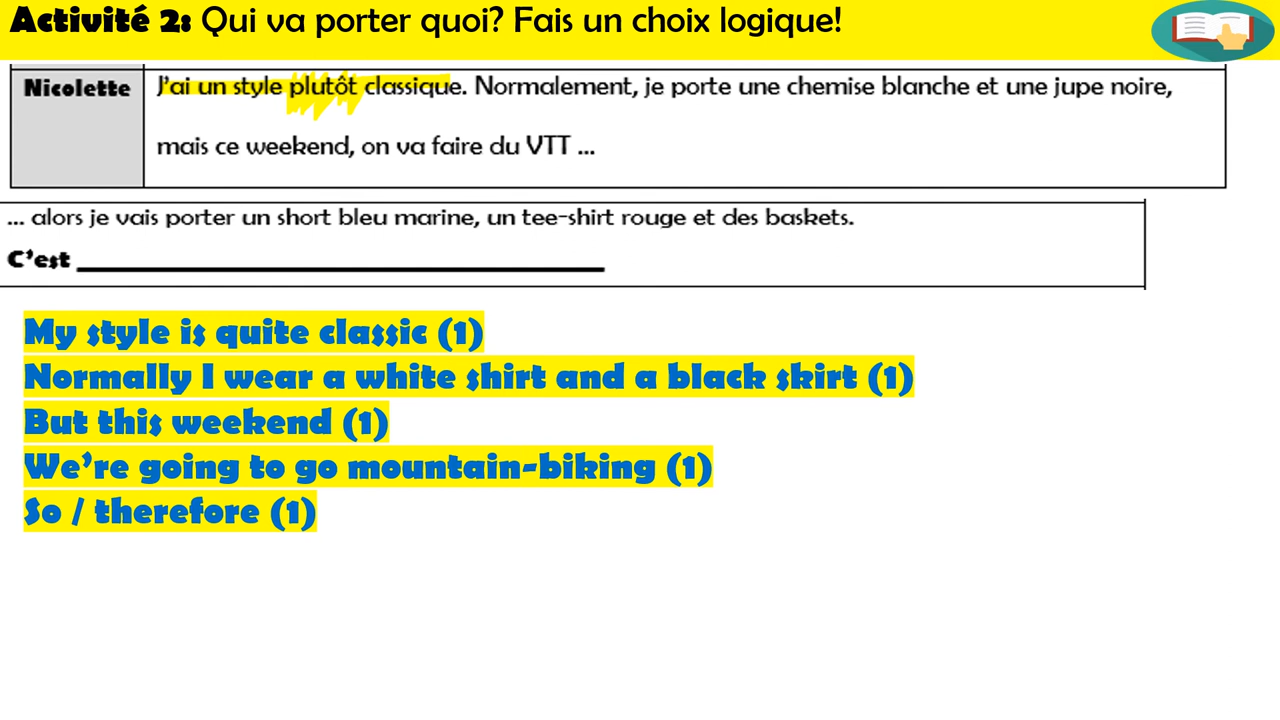 Activité 2: Qui va porter quoi? Fais un choix logique!
Nicolette J'ai un style plutôt classique. Normalement, je porte une chemise blanche et une jupe noire,
mais ce weekend, on va faire du VTT ...
... alors je vais porter un short bleu marine, un tee-shirt rouge et des baskets.
C'est ____________________
My style is quite classic (1)
Normally I wear a white shirt and a black skirt (1)
But this weekend (1)
We're going to go mountain-biking (1)
So / therefore (1)